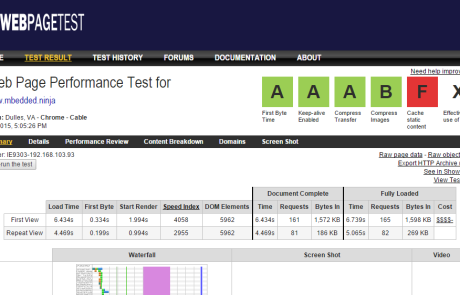 WEBPAGETEST
TEST RESULT TEST HISTORY FORUMS DOCUMENTATION ABOUT
Need help improv
eb Page Performance Test for
w.mbedded.ninja
: Dulles, VA - Chrome - Cable
2015, 5:05:26 PM
A A A B F X
First Byte Time
Keep-alive Enabled
Compress Transfer
Compress Images
Cache static content
Effective use of
mary Details Performance Review Content Breakdown Domains Screen Shot
er: IE9303-192.168.103.93
run the test
Raw page data - Raw object
Export HTTP Archive
See in Show
View Test
Document Complete Fully Loaded
Load Time First Byte Start Render Speed Index DOM Elements Time Requests Bytes In Time Requests Bytes In Cost
First View 6.434s 0.334s 1.994s 4058 5962 6.434s 161 1,572 KB 6.739s 165 1,598 KB $$$$-
Repeat View 4.469s 0.199s 0.994s 2955 5962 4.469s 81 186 KB 5.065s 82 269 KB
Waterfall Screen Shot Video